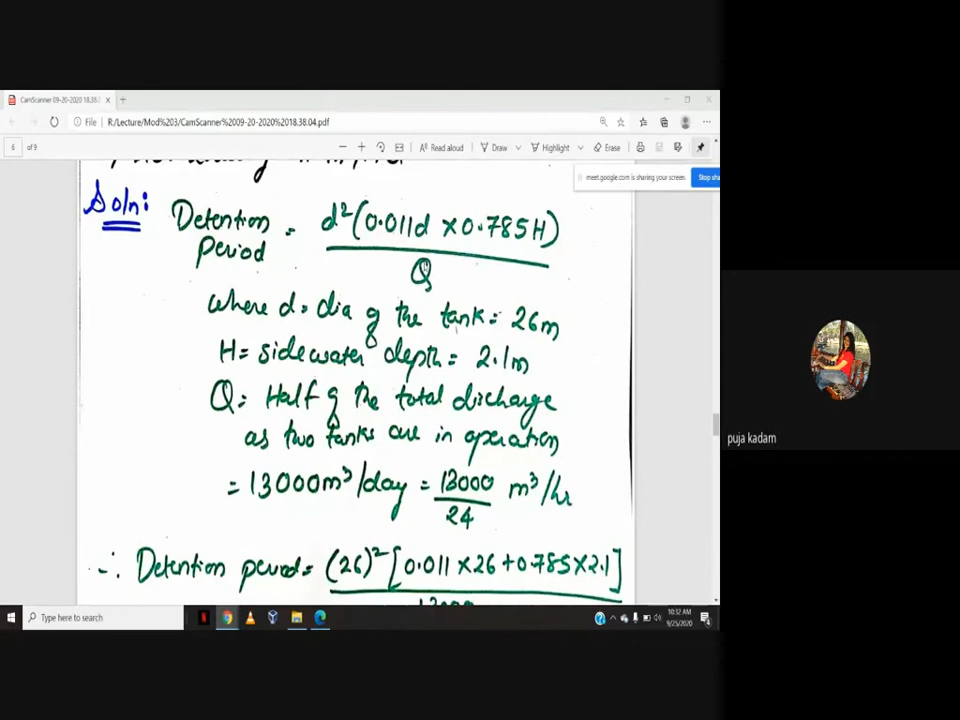 CamScanner 09-20-2020 18.38
File R:/Lecture/Mod%203/CamScanner%2009-20-2020%2018.38.04.pdf
6 of 9 Read aloud Draw Highlight Erase
meet.google.com is sharing your screen. Stop sha
Soln: Detention period = d²(0.011d × 0.785H)
Q
where d = dia of the tank = 26m
H = sidewater depth = 2.1m
Q = Half of the total discharge
as two tanks are in operation
= 13000m³/day = 13000 m³/hr
24
∴ Detention period = (26)² [0.011 × 26 + 0.785 × 2.1]
puja kadam
Type here to search
10:32 AM
9/25/2020